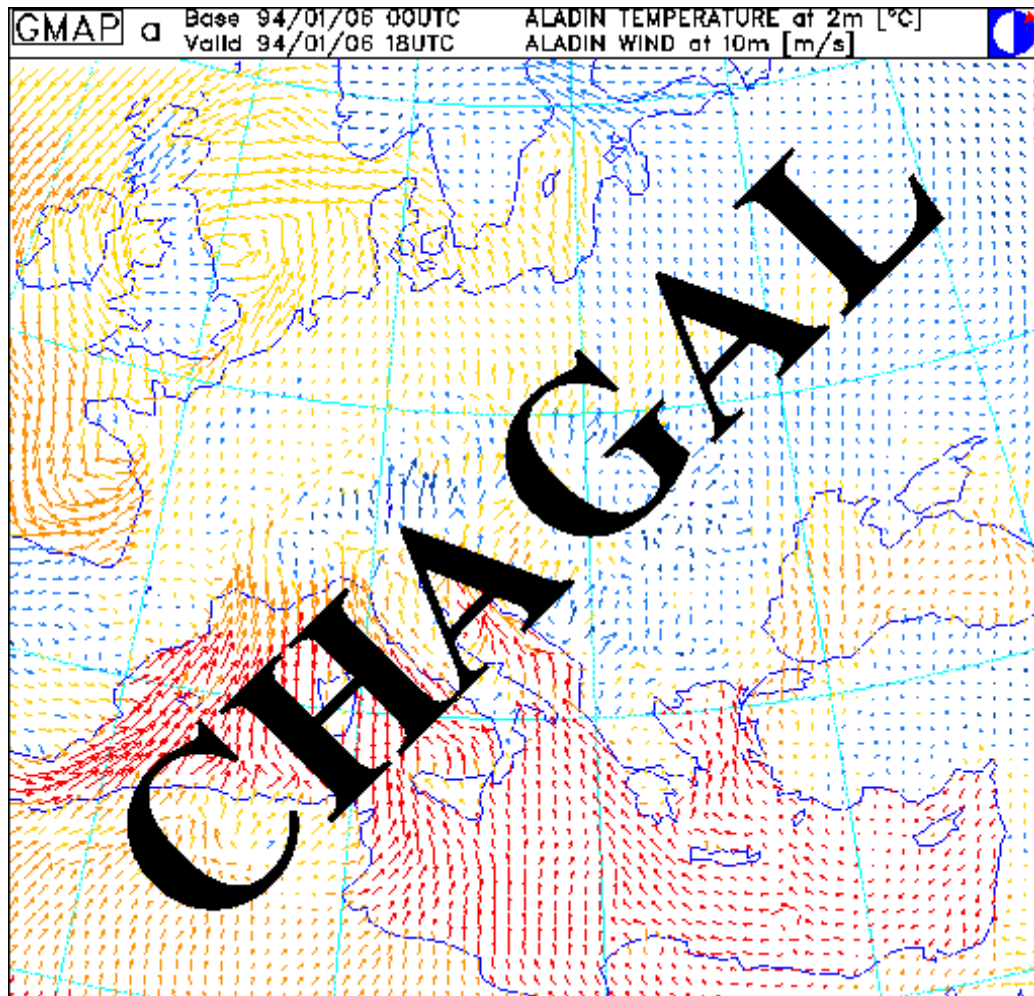 GMAP a Base 94/01/06 00UTC ALADIN TEMPERATURE at 2m [°C]
Valid 94/01/06 18UTC ALADIN WIND at 10m [m/s]
CHAGAL